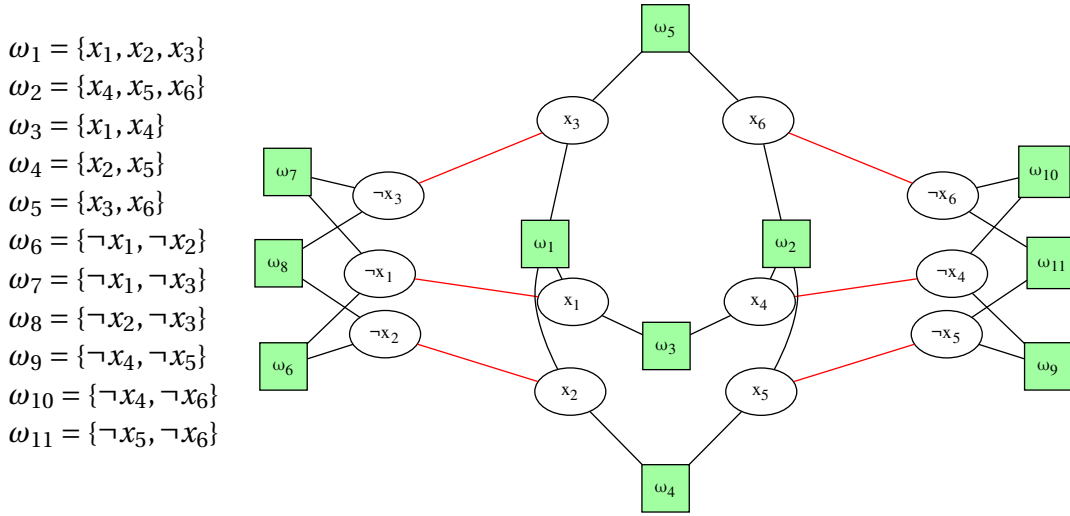 ω₁ = {x₁, x₂, x₃}
ω₂ = {x₄, x₅, x₆}
ω₃ = {x₁, x₄}
ω₄ = {x₂, x₅}
ω₅ = {x₃, x₆}
ω₆ = {¬x₁, ¬x₂}
ω₇ = {¬x₁, ¬x₃}
ω₈ = {¬x₂, ¬x₃}
ω₉ = {¬x₄, ¬x₅}
ω₁₀ = {¬x₄, ¬x₆}
ω₁₁ = {¬x₅, ¬x₆}
ω₅
x₃
x₆
ω₇
ω₁₀
¬x₃
¬x₆
ω₁
ω₂
ω₈
ω₁₁
¬x₁
¬x₄
x₁
x₄
¬x₂
¬x₅
ω₃
ω₆
ω₉
x₂
x₅
ω₄